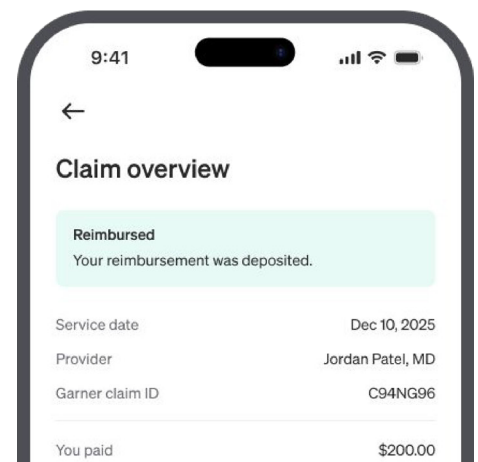 9:41
Claim overview
Reimbursed
Your reimbursement was deposited.
Service date Dec 10, 2025
Provider Jordan Patel, MD
Garner claim ID C94NG96
You paid $200.00